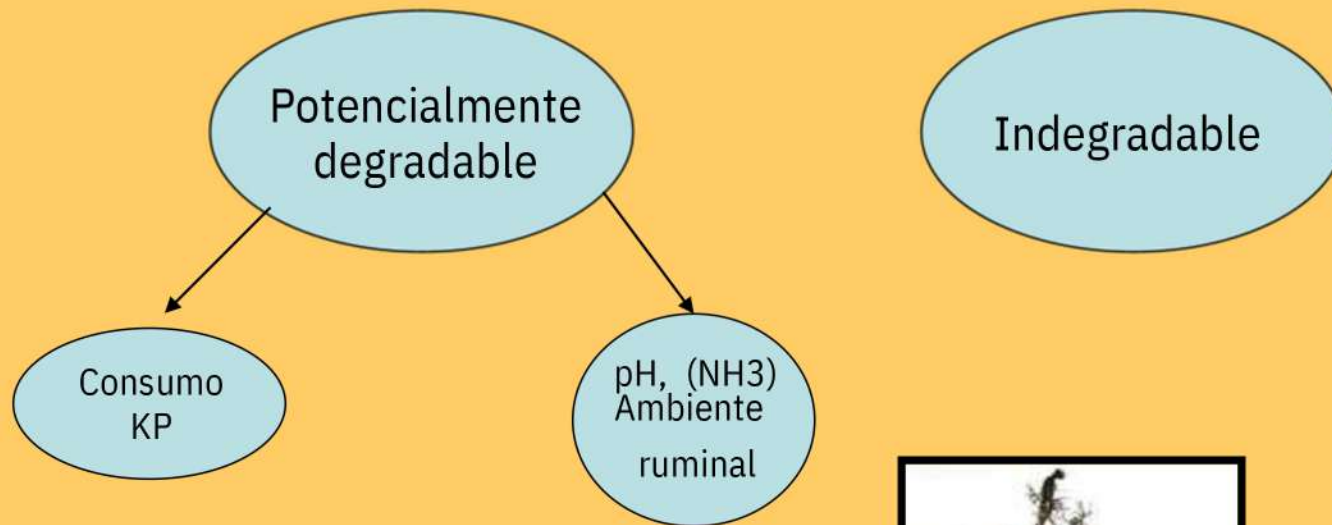 Potencialmente
degradable
Indegradable
Consumo
KP
pH, (NH3)
Ambiente
ruminal